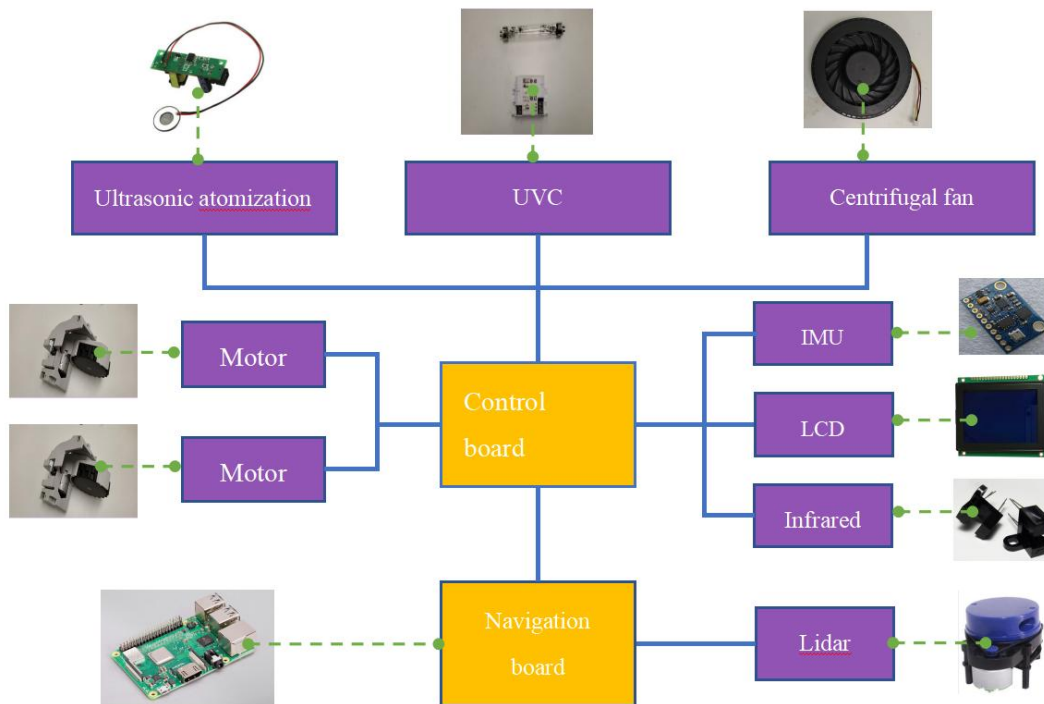 Ultrasonic atomization
UVC
Centrifugal fan
Motor
IMU
Control
board
LCD
Motor
Infrared
Navigation
board
Lidar